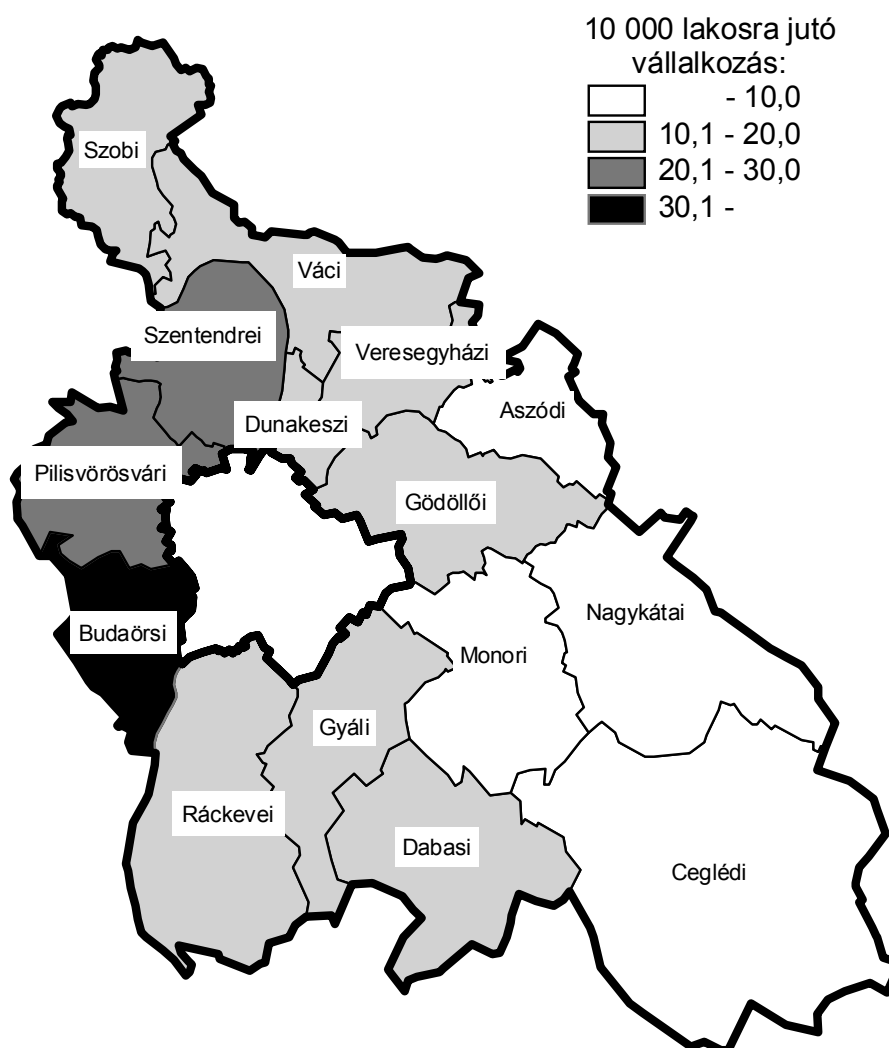 10 000 lakosra jutó
vállalkozás:
- 10,0
10,1 - 20,0
20,1 - 30,0
30,1 -
Szobi
Váci
Szentendrei
Veresegyházi
Aszódi
Dunakeszi
Pilisvörösvári
Gödöllői
Nagykátai
Budaörsi
Monori
Gyáli
Ráckevei
Dabasi
Ceglédi